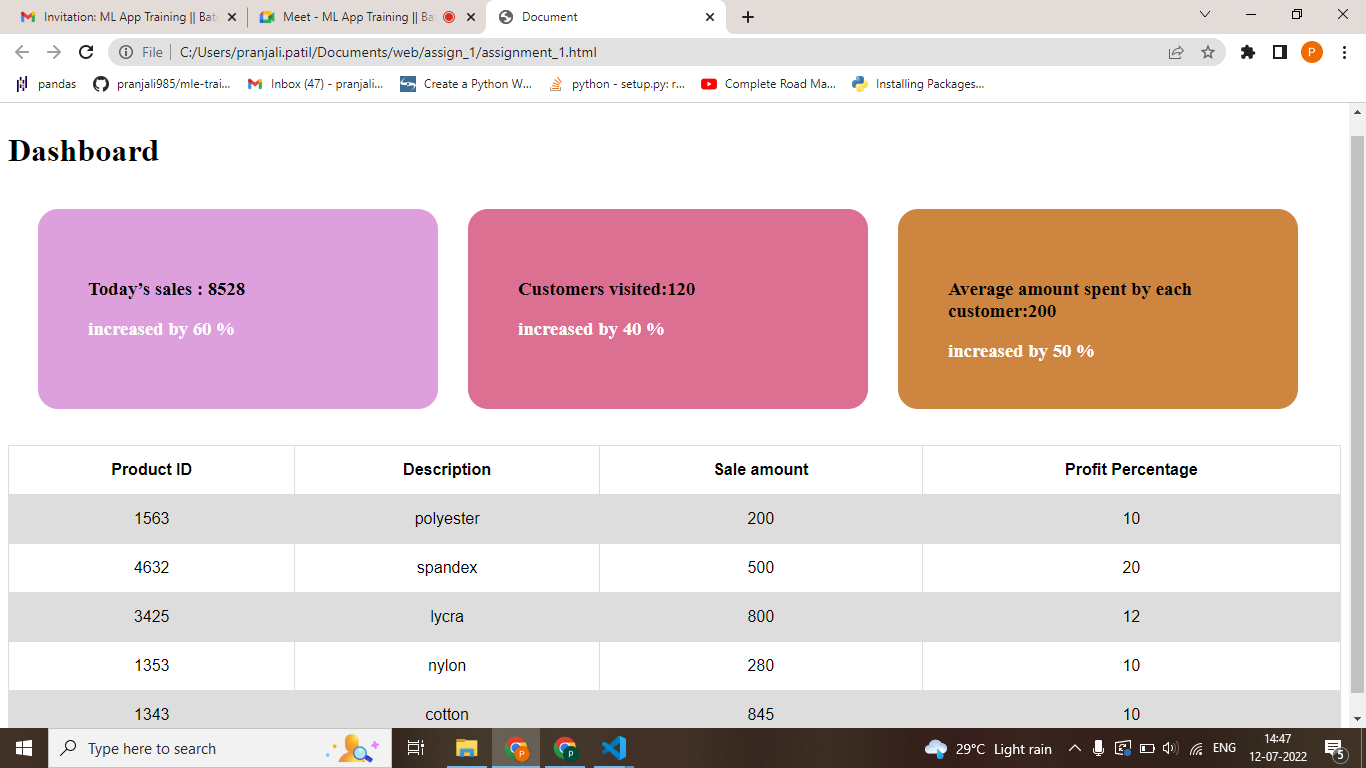 Invitation: ML App Training || Bat
Meet - ML App Training || Ba
Document
File
C:/Users/pranjali.patil/Documents/web/assign_1/assignment_1.html
P
pandas
pranjali985/mle-trai...
Inbox (47) - pranjali...
Create a Python W...
python - setup.py: r...
Complete Road Ma...
Installing Packages...
Dashboard
Today’s sales : 8528
increased by 60 %
Customers visited:120
increased by 40 %
Average amount spent by each
customer:200
increased by 50 %
Product ID Description Sale amount Profit Percentage
1563 polyester 200 10
4632 spandex 500 20
3425 lycra 800 12
1353 nylon 280 10
1343 cotton 845 10
Type here to search
P
P
29°C Light rain
ENG
14:47
12-07-2022
5